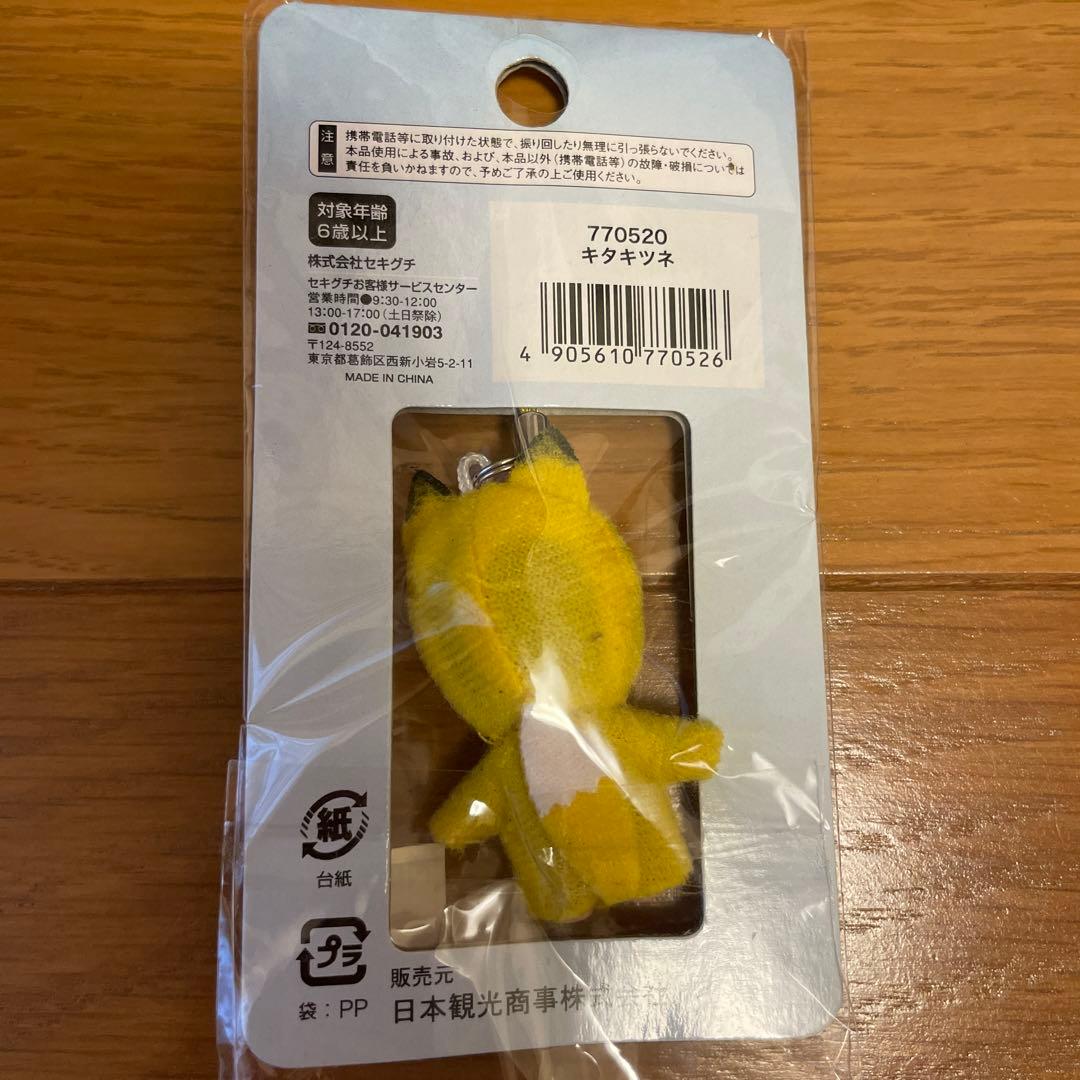 注意
携帯電話等に取り付けた状態で、振り回したり無理に引っ張らないでください。
本品使用による事故、および、本品以外（携帯電話等）の故障・破損については
責任を負いかねますので、予めご了承の上ご使用ください。
対象年齢
6歳以上
株式会社セキグチ
セキグチお客様サービスセンター
営業時間●9:30-12:00
13:00-17:00（土日祭除）
0120-041903
〒124-8552
東京都葛飾区西新小岩5-2-11
MADE IN CHINA
770520
キタキツネ
4 905610 770526
紙
台紙
プラ
袋：PP
販売元
日本観光商事株式会社